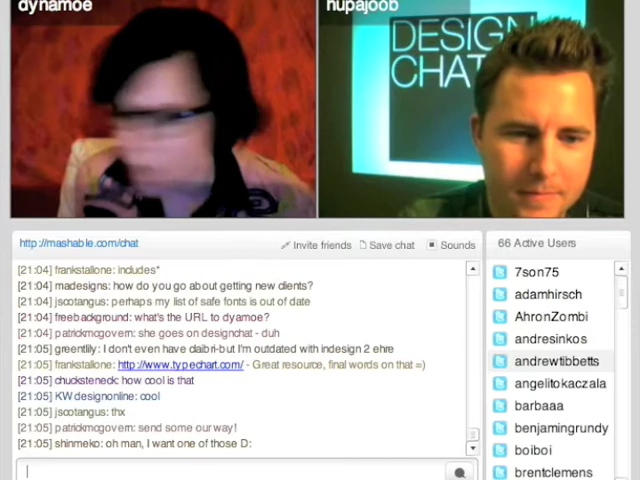 dynamoe
hupajoob
DESIGN
CHAT
http://mashable.com/chat
Invite friends
Save chat
Sounds
66 Active Users
[21:04] frankstallone: includes*
[21:04] madesigns: how do you go about getting new clients?
[21:04] jscotangus: perhaps my list of safe fonts is out of date
[21:04] freebackground: what's the URL to dyamoe?
[21:04] patrickmcgovern: she goes on designchat - duh
[21:05] greentlily: I don't even have claibri-but I'm outdated with indesign 2 ehre
[21:05] frankstallone: http://www.typechart.com/ - Great resource, final words on that =)
[21:05] chucksteneck: how cool is that
[21:05] KW designonline: cool
[21:05] jscotangus: thx
[21:05] patrickmcgovern: send some our way!
[21:05] shinmeko: oh man, I want one of those D:
7son75
adamhirsch
AhronZombi
andresinkos
andrewtibbetts
angelitokaczala
barbaaa
benjamingrundy
boiboi
brentclemens